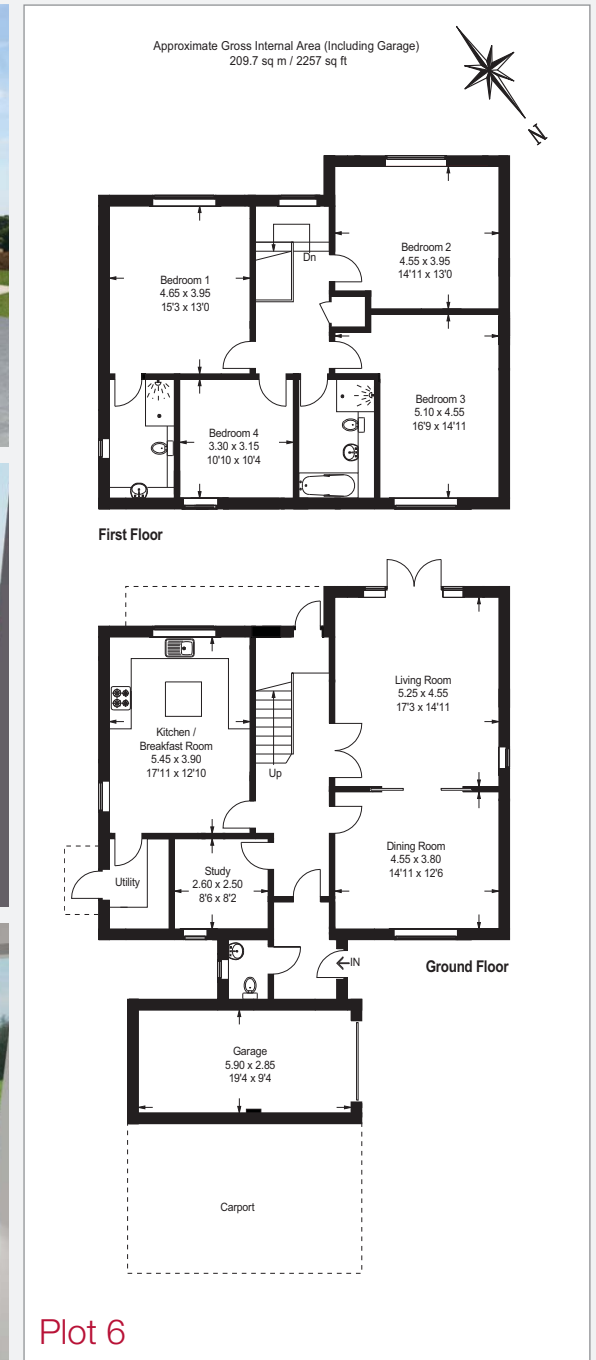 Approximate Gross Internal Area (Including Garage)
209.7 sq m / 2257 sq ft
N
Bedroom 2
4.55 x 3.95
14'11 x 13'0
Dn
Bedroom 1
4.65 x 3.95
15'3 x 13'0
Bedroom 3
5.10 x 4.55
16'9 x 14'11
Bedroom 4
3.30 x 3.15
10'10 x 10'4
First Floor
Living Room
5.25 x 4.55
17'3 x 14'11
Kitchen /
Breakfast Room
5.45 x 3.90
17'11 x 12'10
Up
Dining Room
4.55 x 3.80
14'11 x 12'6
Study
2.60 x 2.50
8'6 x 8'2
Utility
←IN
Ground Floor
Garage
5.90 x 2.85
19'4 x 9'4
Carport
Plot 6